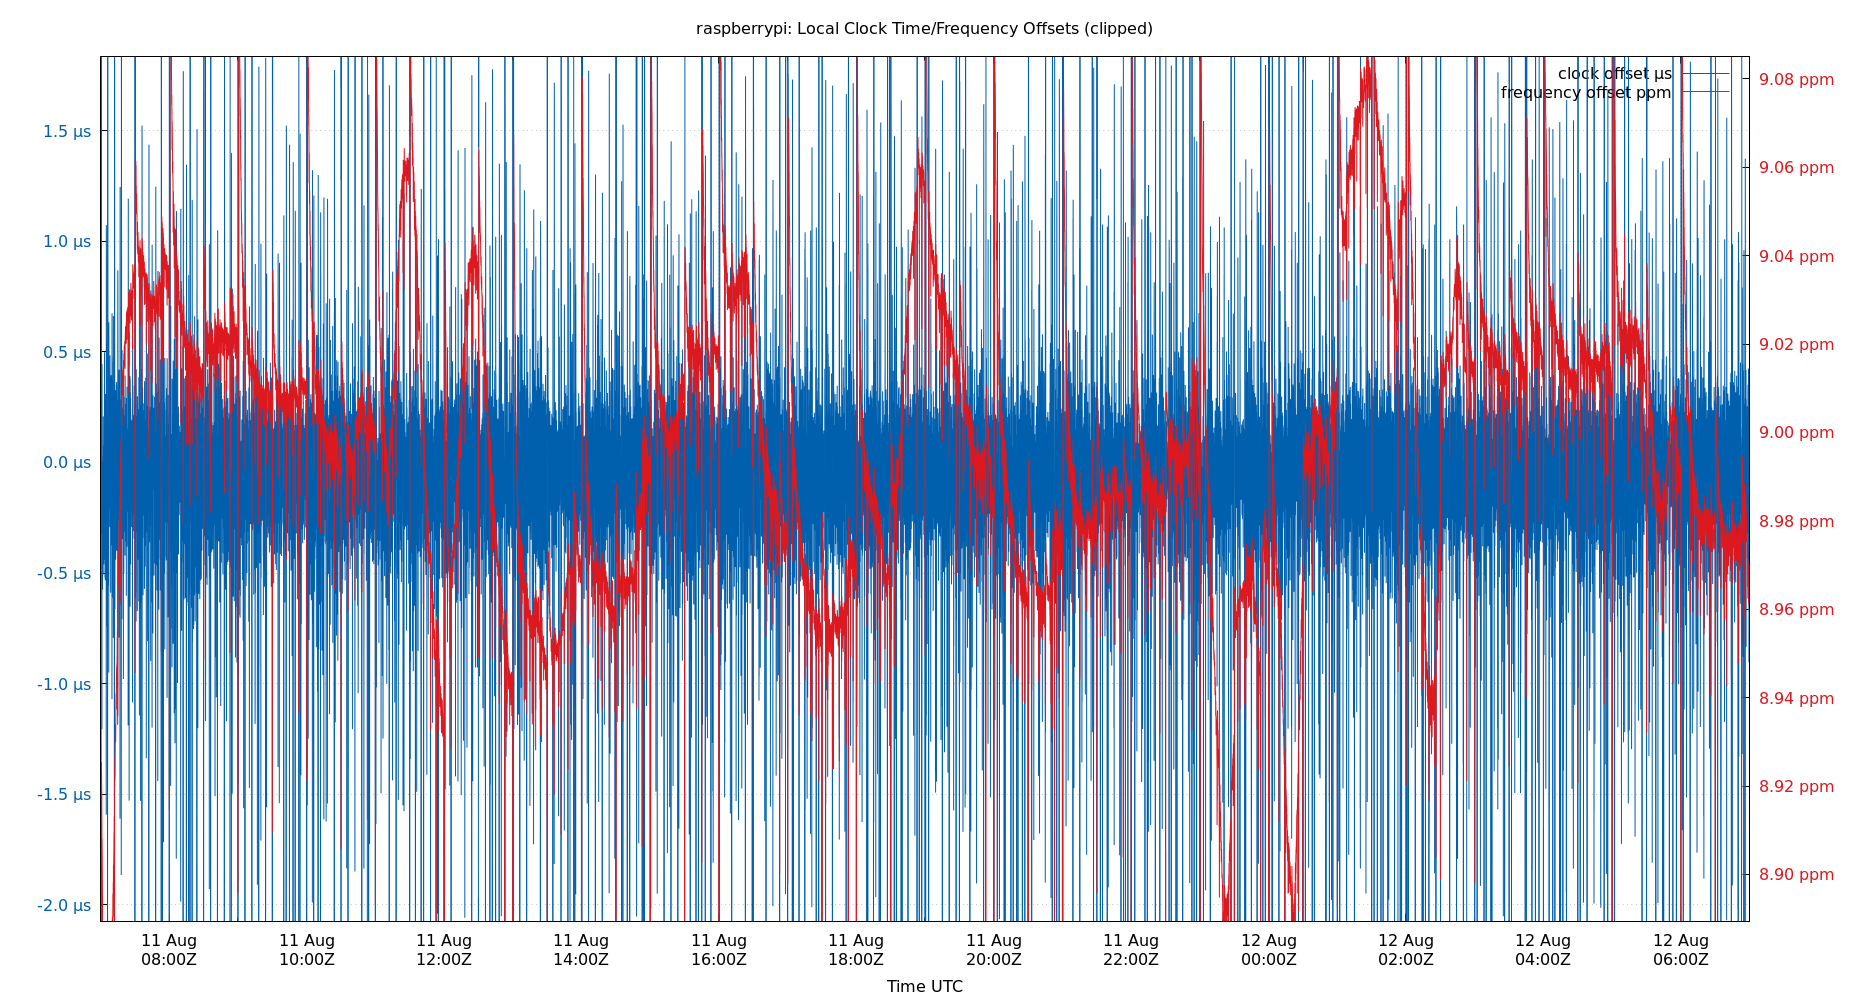 raspberrypi: Local Clock Time/Frequency Offsets (clipped)
clock offset µs
frequency offset ppm
1.5 µs
1.0 µs
0.5 µs
0.0 µs
-0.5 µs
-1.0 µs
-1.5 µs
-2.0 µs
9.08 ppm
9.06 ppm
9.04 ppm
9.02 ppm
9.00 ppm
8.98 ppm
8.96 ppm
8.94 ppm
8.92 ppm
8.90 ppm
11 Aug 11 Aug 11 Aug 11 Aug 11 Aug 11 Aug 11 Aug 11 Aug 12 Aug 12 Aug 12 Aug 12 Aug
08:00Z 10:00Z 12:00Z 14:00Z 16:00Z 18:00Z 20:00Z 22:00Z 00:00Z 02:00Z 04:00Z 06:00Z
Time UTC